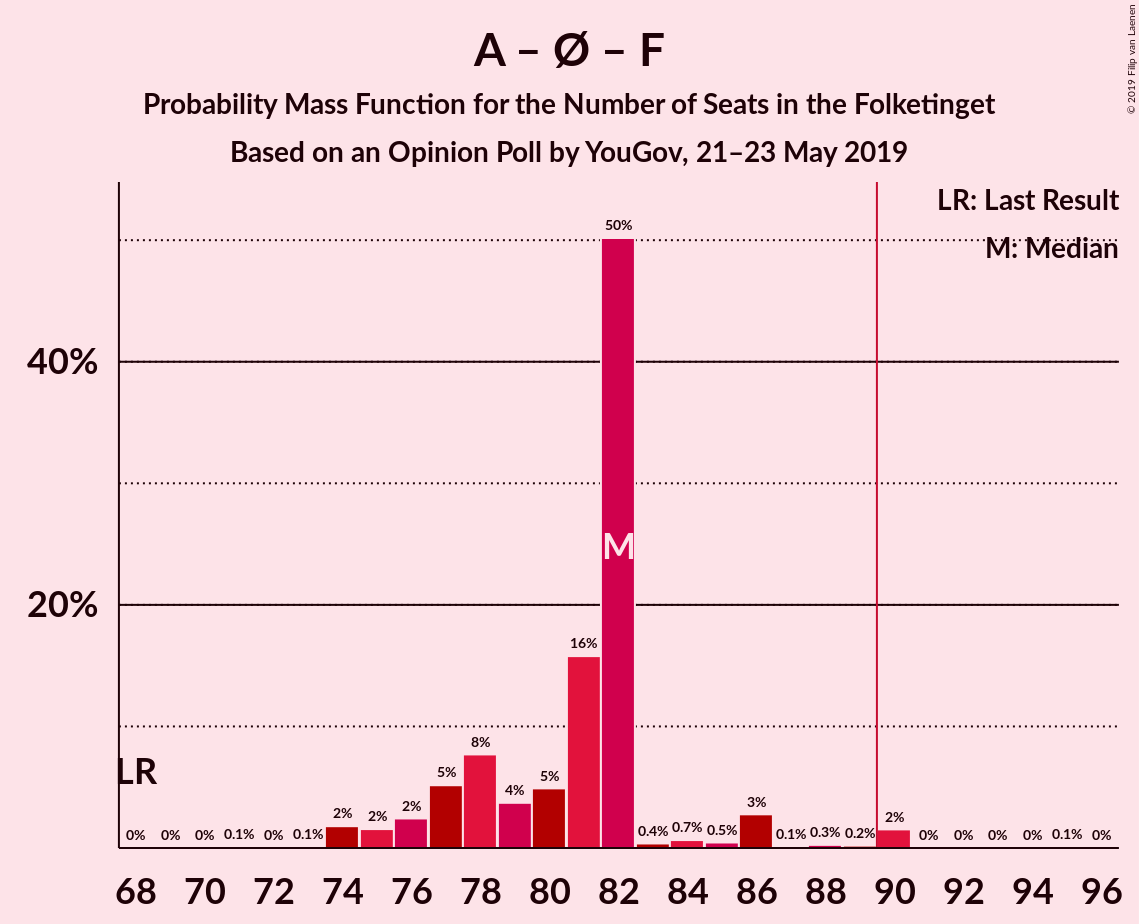 A – Ø – F
Probability Mass Function for the Number of Seats in the Folketinget
Based on an Opinion Poll by YouGov, 21–23 May 2019
© 2019 Filip van Laenen
LR: Last Result
M: Median
40%
20%
LR
M
0% 0% 0% 0.1% 0% 0.1% 2% 2% 2% 5% 8% 4% 5% 16% 50% 0.4% 0.7% 0.5% 3% 0.1% 0.3% 0.2% 2% 0% 0% 0% 0% 0.1% 0%
68 70 72 74 76 78 80 82 84 86 88 90 92 94 96